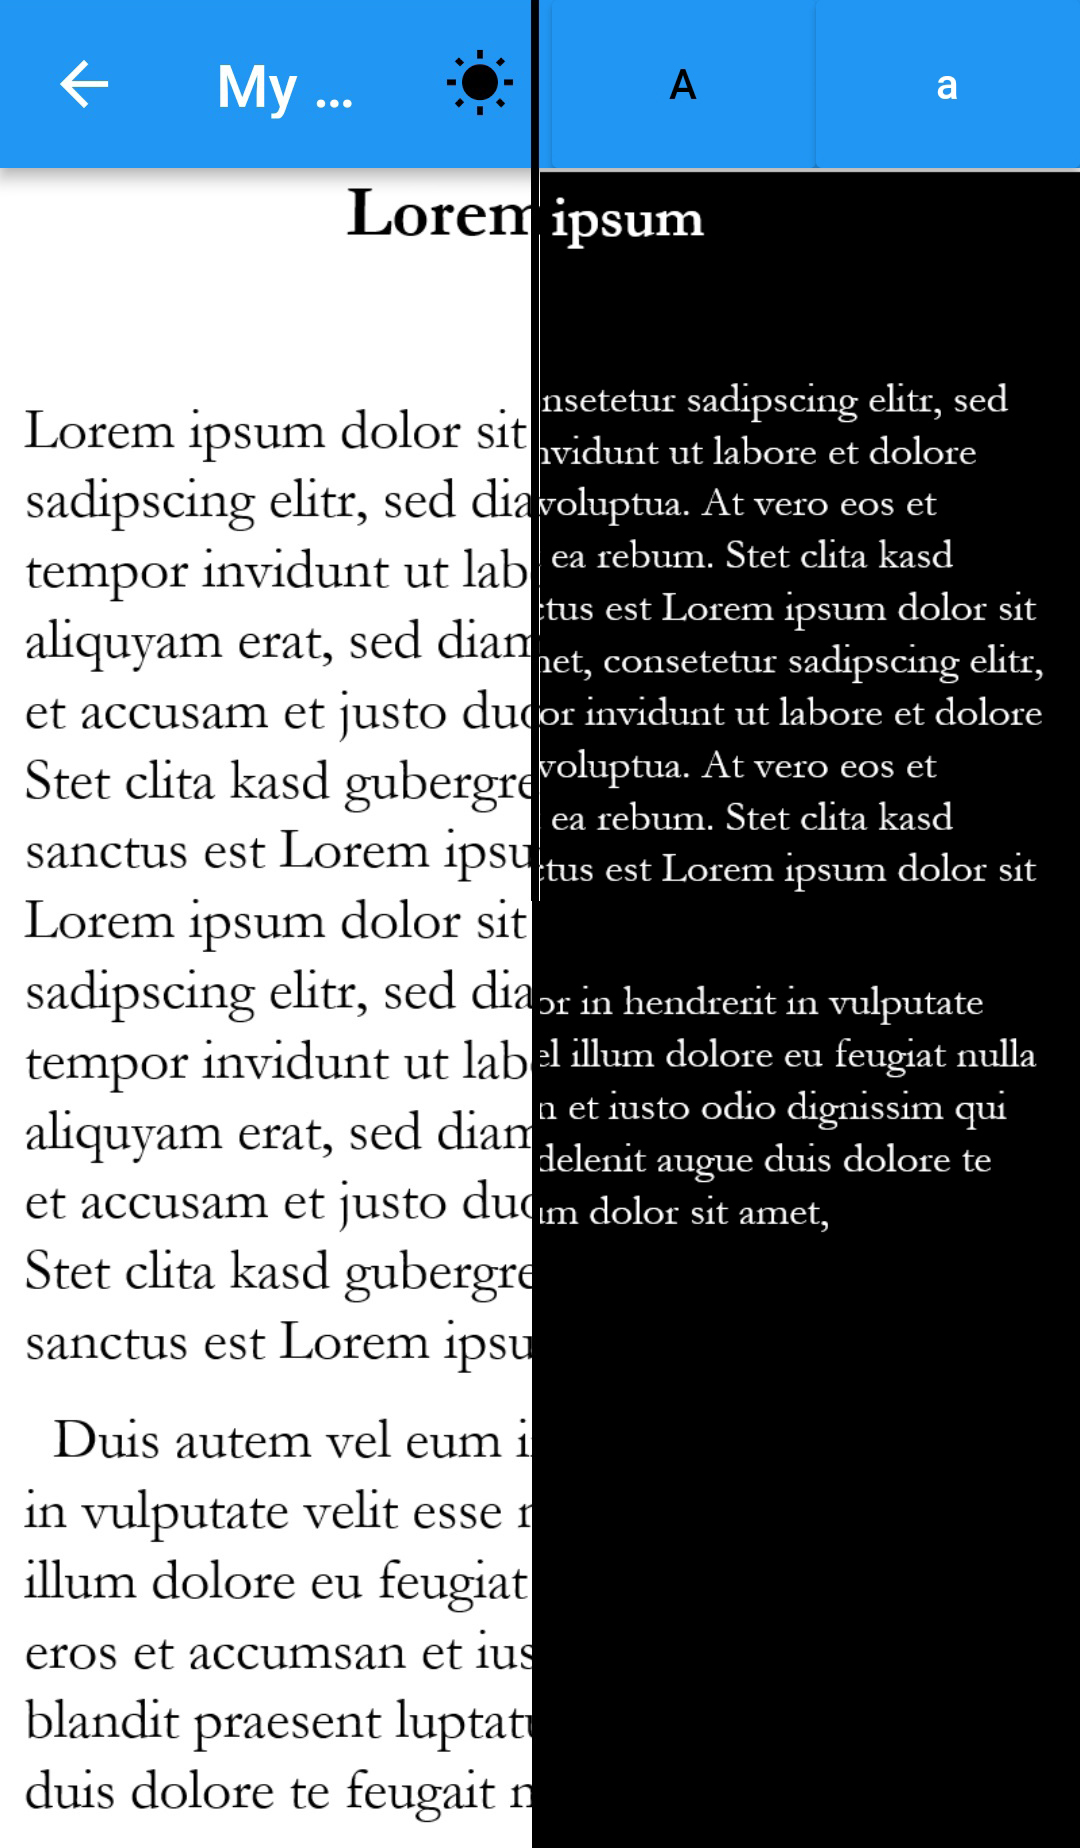 My ... A a
Lorem ipsum
Lorem ipsum dolor sit
sadipscing elitr, sed dia
tempor invidunt ut lab
aliquyam erat, sed diam
et accusam et justo duo
Stet clita kasd gubergre
sanctus est Lorem ipsu
Lorem ipsum dolor sit
sadipscing elitr, sed dia
tempor invidunt ut lab
aliquyam erat, sed diam
et accusam et justo duo
Stet clita kasd gubergre
sanctus est Lorem ipsu
Duis autem vel eum i
in vulputate velit esse
illum dolore eu feugiat
eros et accumsan et ius
blandit praesent luptatu
duis dolore te feugait n
nsetetur sadipscing elitr, sed
nvidunt ut labore et dolore
voluptua. At vero eos et
ea rebum. Stet clita kasd
ctus est Lorem ipsum dolor sit
net, consetetur sadipscing elitr,
or invidunt ut labore et dolore
voluptua. At vero eos et
ea rebum. Stet clita kasd
ctus est Lorem ipsum dolor sit
or in hendrerit in vulputate
el illum dolore eu feugiat nulla
n et iusto odio dignissim qui
delenit augue duis dolore te
um dolor sit amet,